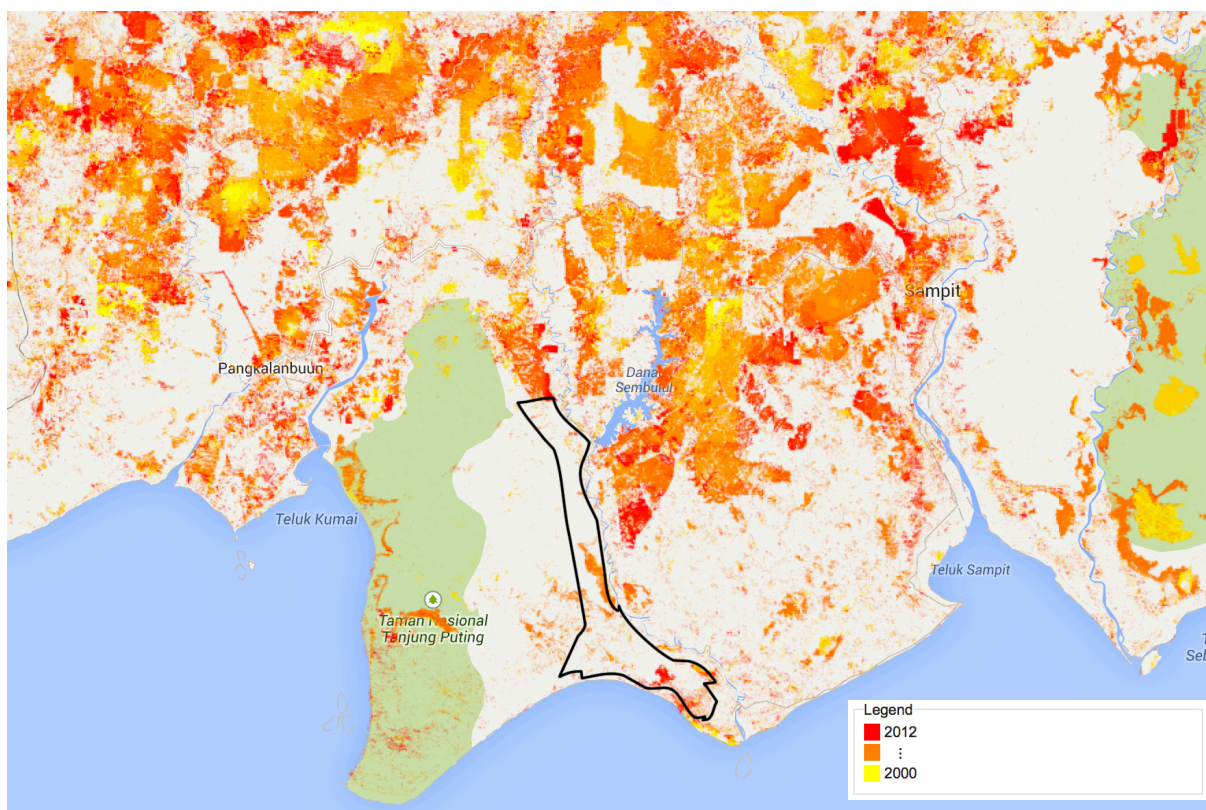 Sampit
Pangkalanbuun
Danau
Sembuluh
Teluk Kumai
Teluk Sampit
Taman Nasional
Tanjung Puting
Legend
2012
⋮
2000